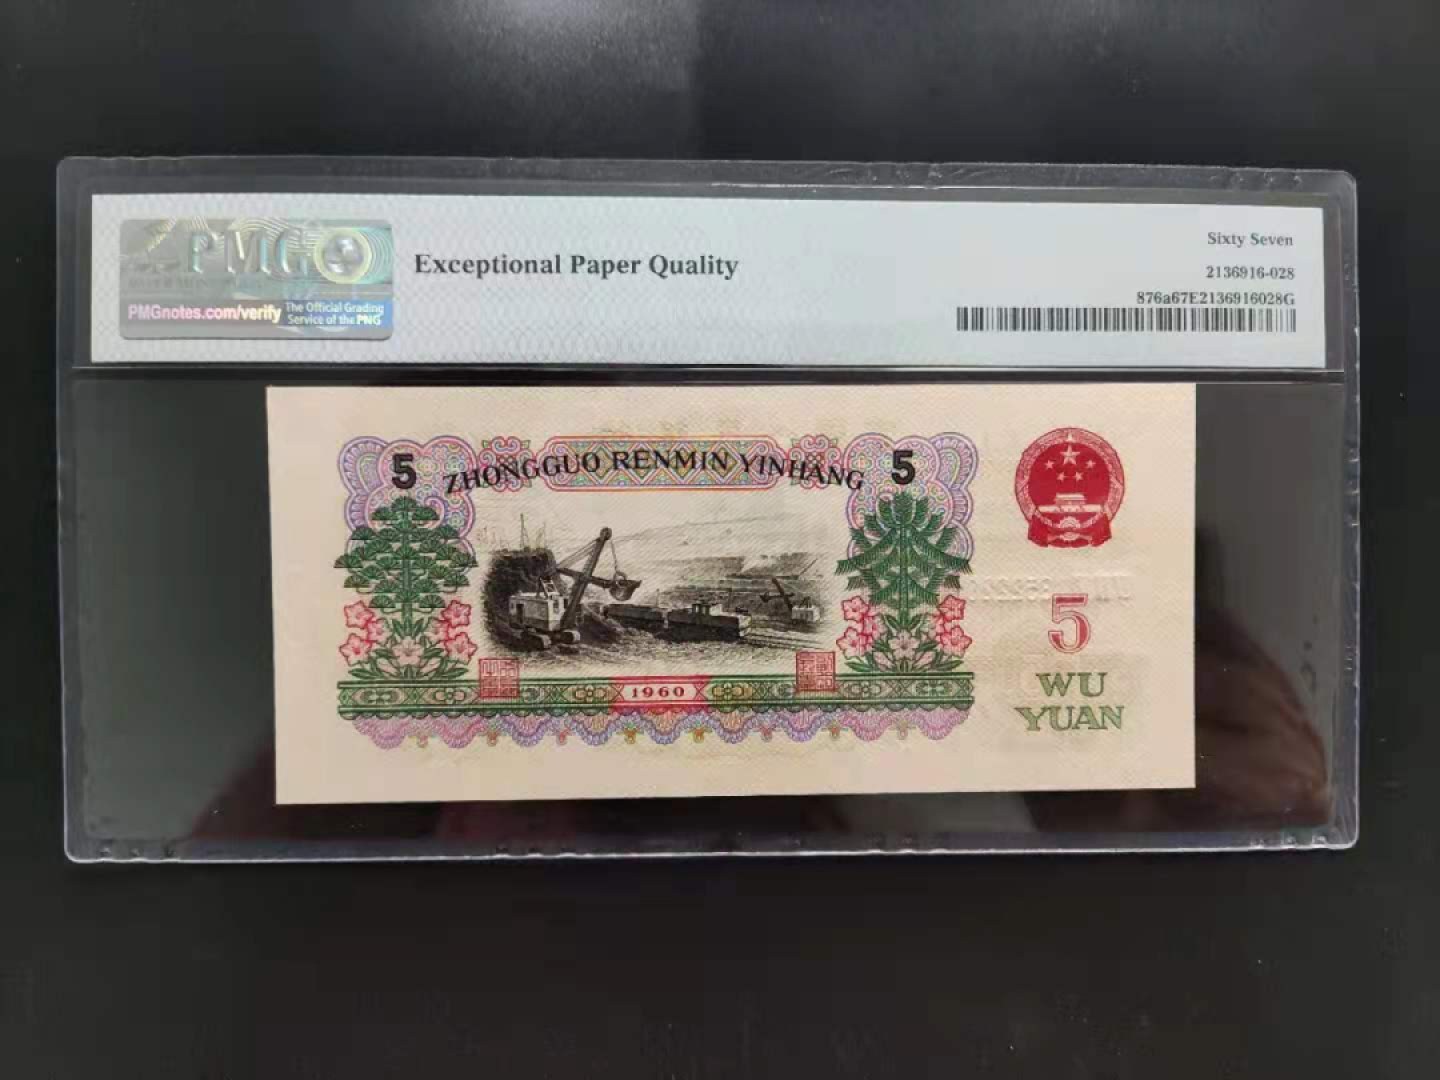 PMG
PMGnotes.com/verify
The Official Grading
Service of the PNG
Exceptional Paper Quality
Sixty Seven
2136916-028
876a67E2136916028G
5
ZHONGGUO RENMIN YINHANG
5
5
WU
YUAN
1960